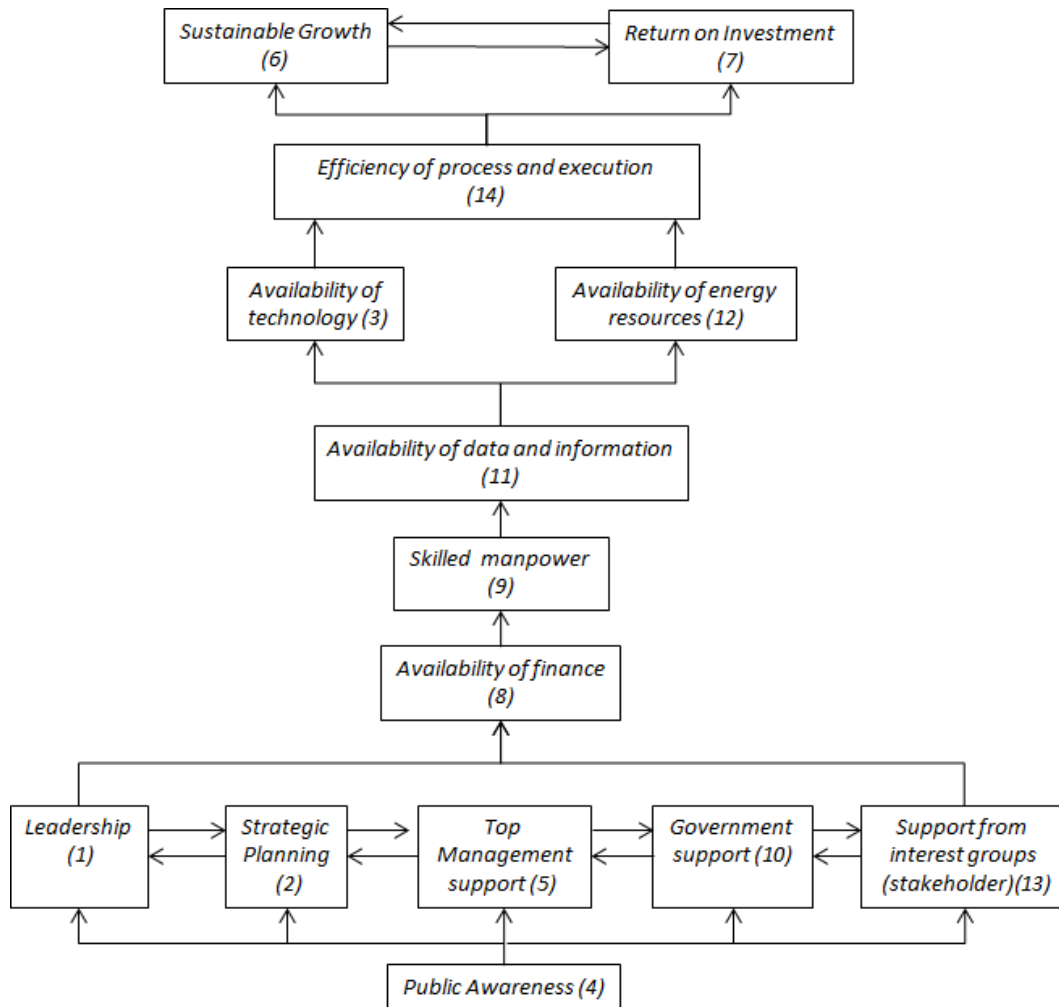 Sustainable Growth
(6)
Return on Investment
(7)
Efficiency of process and execution
(14)
Availability of
technology (3)
Availability of energy
resources (12)
Availability of data and information
(11)
Skilled manpower
(9)
Availability of finance
(8)
Leadership
(1)
Strategic
Planning
(2)
Top
Management
support (5)
Government
support (10)
Support from
interest groups
(stakeholder)(13)
Public Awareness (4)